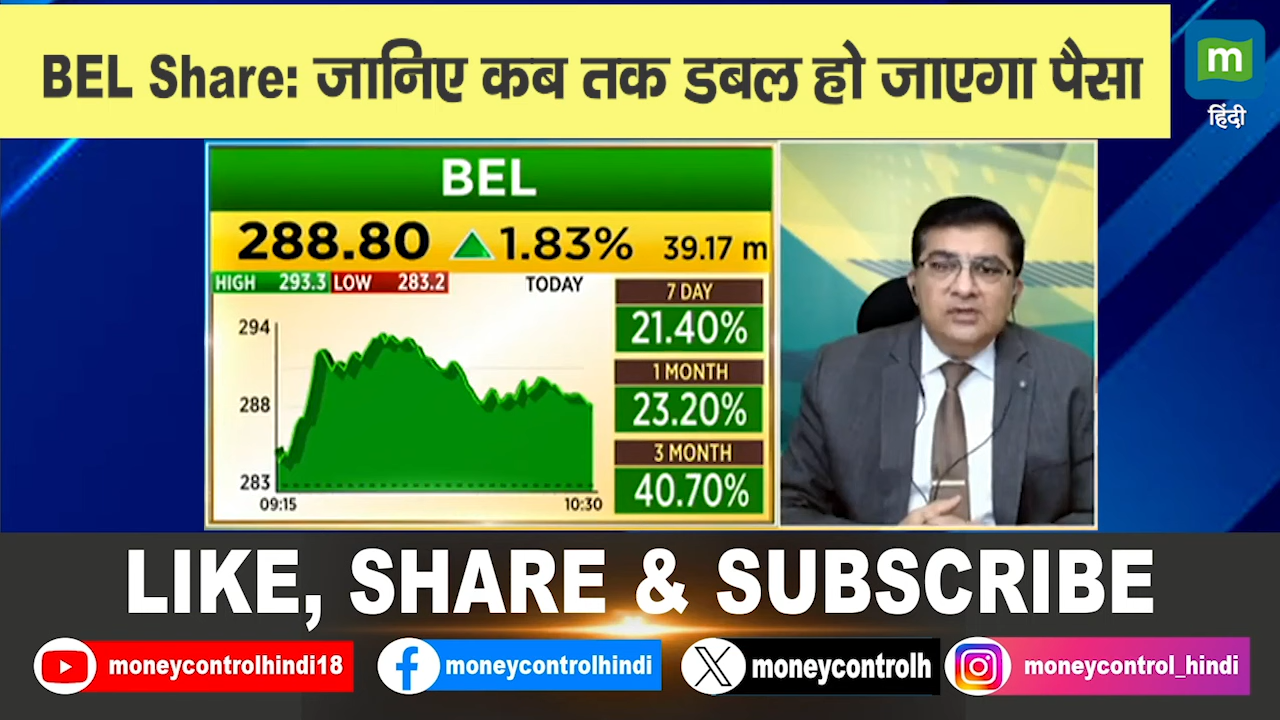 BEL Share: जानिए कब तक डबल हो जाएगा पैसा
m
हिंदी
BEL
288.80 1.83% 39.17 m
HIGH 293.3 LOW 283.2 TODAY
294
288
283
09:15 10:30
7 DAY
21.40%
1 MONTH
23.20%
3 MONTH
40.70%
LIKE, SHARE & SUBSCRIBE
moneycontrolhindi18 moneycontrolhindi moneycontrolh moneycontrol_hindi